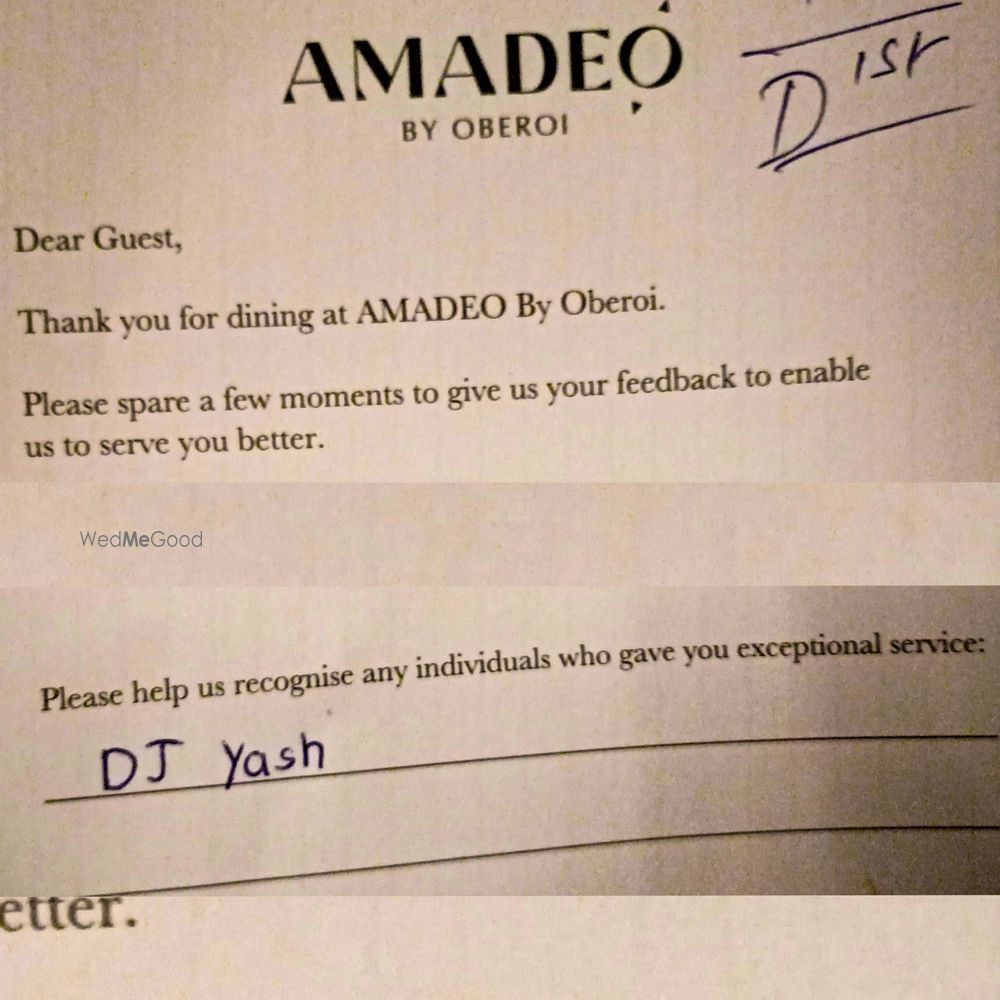 AMADEO
BY OBEROI
Dear Guest,
Thank you for dining at AMADEO By Oberoi.
Please spare a few moments to give us your feedback to enable
us to serve you better.
WedMeGood
Please help us recognise any individuals who gave you exceptional service:
DJ Yash
etter.